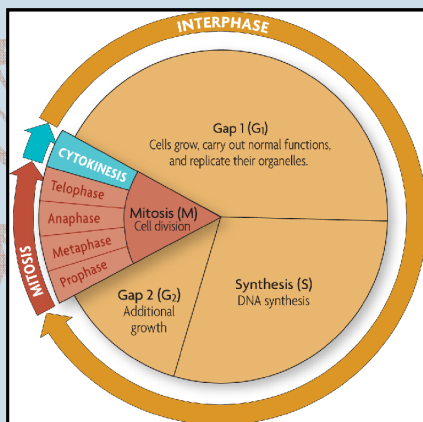 INTERPHASE
Gap 1 (G₁)
Cells grow, carry out normal functions,
and replicate their organelles.
CYTOKINESIS
Telophase
Anaphase
Metaphase
Prophase
Mitosis (M)
Cell division
MITOSIS
Gap 2 (G₂)
Additional
growth
Synthesis (S)
DNA synthesis